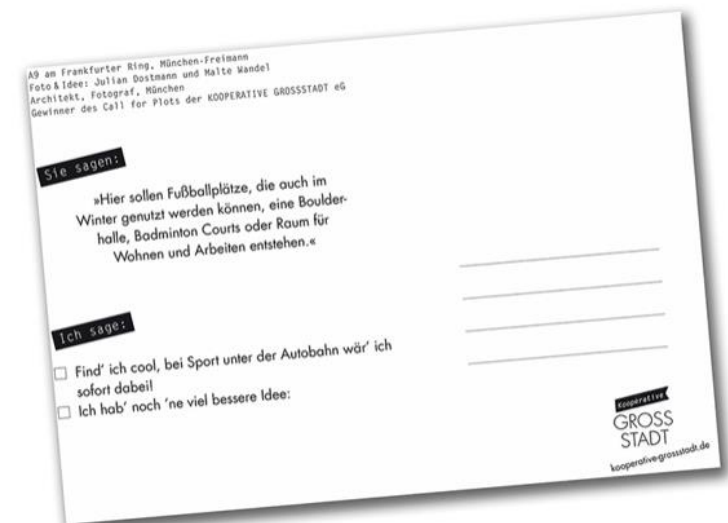 A9 am Frankfurter Ring, München-Freimann
Foto & Idee: Julian Dostmann und Malte Wandel
Architekt, Fotograf, München
Gewinner des Call for Plots der KOOPERATIVE GROSSSTADT eG
Sie sagen:
»Hier sollen Fußballplätze, die auch im
Winter genutzt werden können, eine Boulder-
halle, Badminton Courts oder Raum für
Wohnen und Arbeiten entstehen.«
Ich sage:
Find' ich cool, bei Sport unter der Autobahn wär' ich
sofort dabei!
Ich hab' noch 'ne viel bessere Idee:
Kooperative
GROSS
STADT
kooperative-grossstadt.de